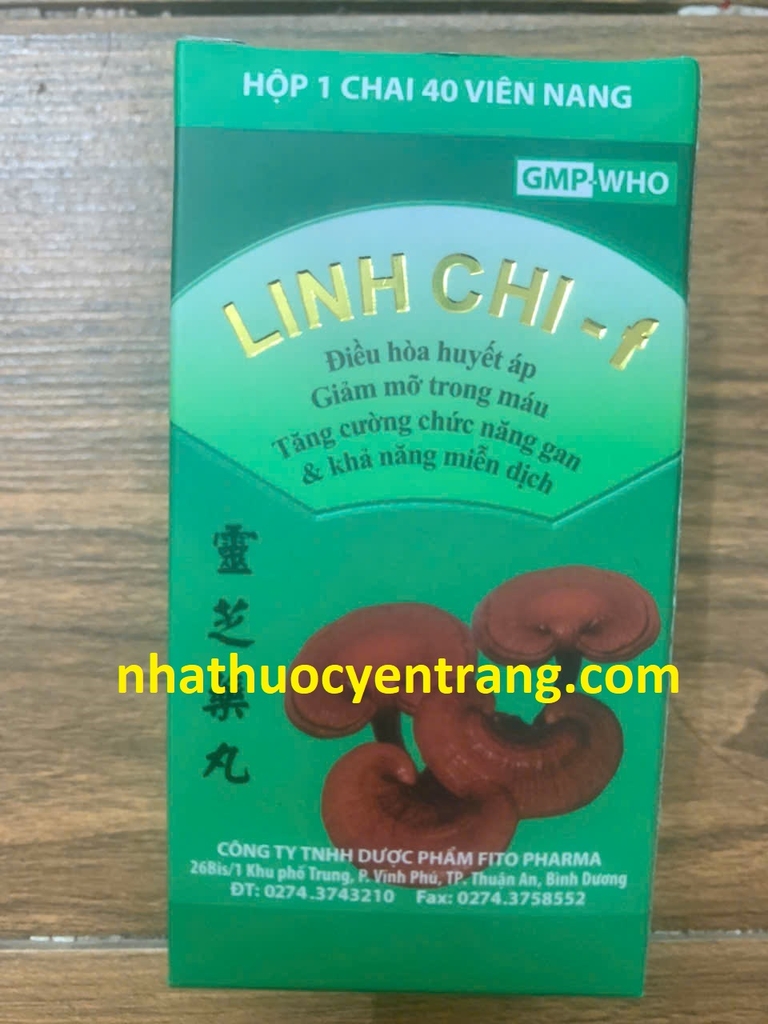 HỘP 1 CHAI 40 VIÊN NANG
GMP-WHO
LINH CHI - f
Điều hòa huyết áp
Giảm mỡ trong máu
Tăng cường chức năng gan
& khả năng miễn dịch
靈芝藥丸
nhathuocyentrang.com
CÔNG TY TNHH DƯỢC PHẨM FITO PHARMA
26Bis/1 Khu phố Trung, P. Vĩnh Phú, TP. Thuận An, Bình Dương
ĐT: 0274.3743210 Fax: 0274.3758552